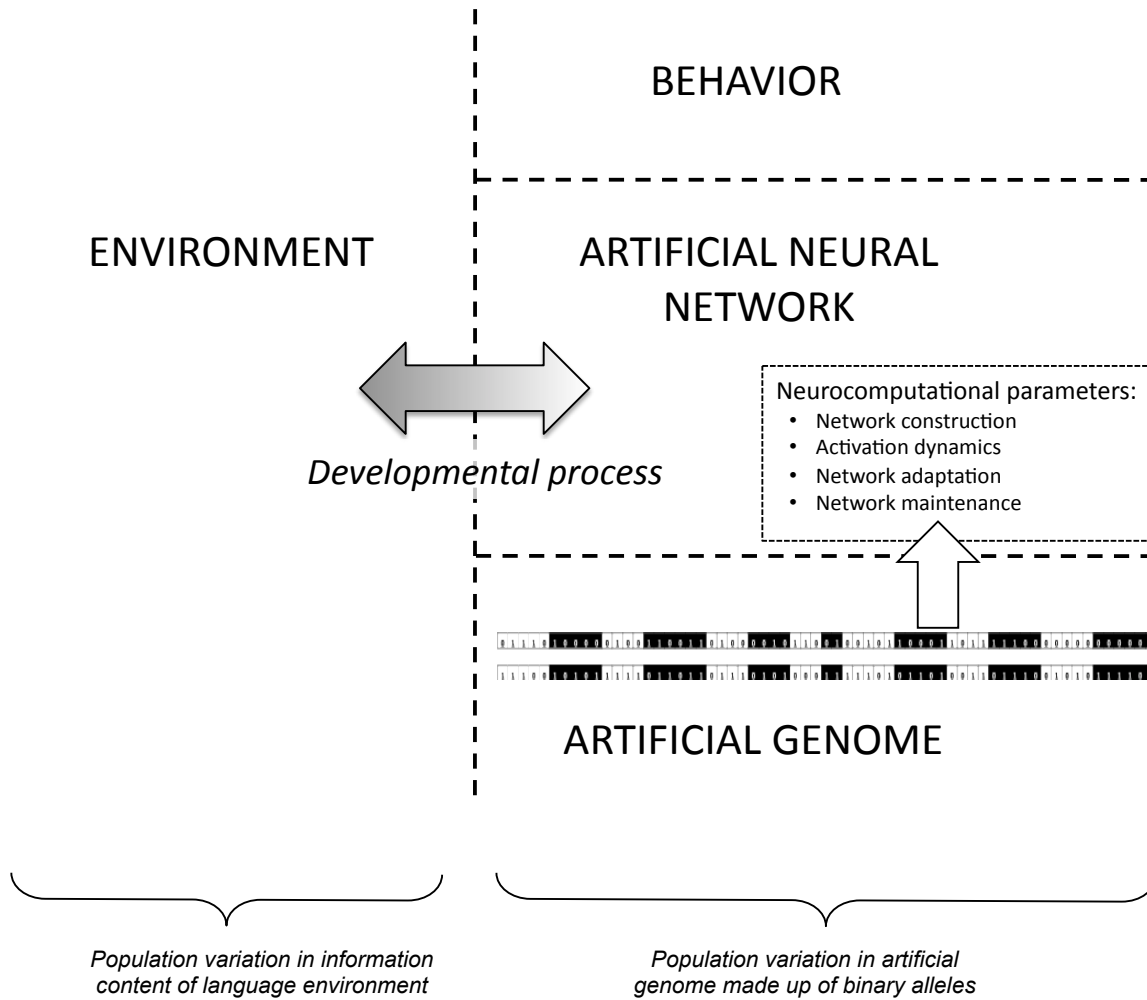 BEHAVIOR
ENVIRONMENT
ARTIFICIAL NEURAL
NETWORK
Neurocomputational parameters:
• Network construction
• Activation dynamics
• Network adaptation
• Network maintenance
Developmental process
ARTIFICIAL GENOME
Population variation in information
content of language environment
Population variation in artificial
genome made up of binary alleles